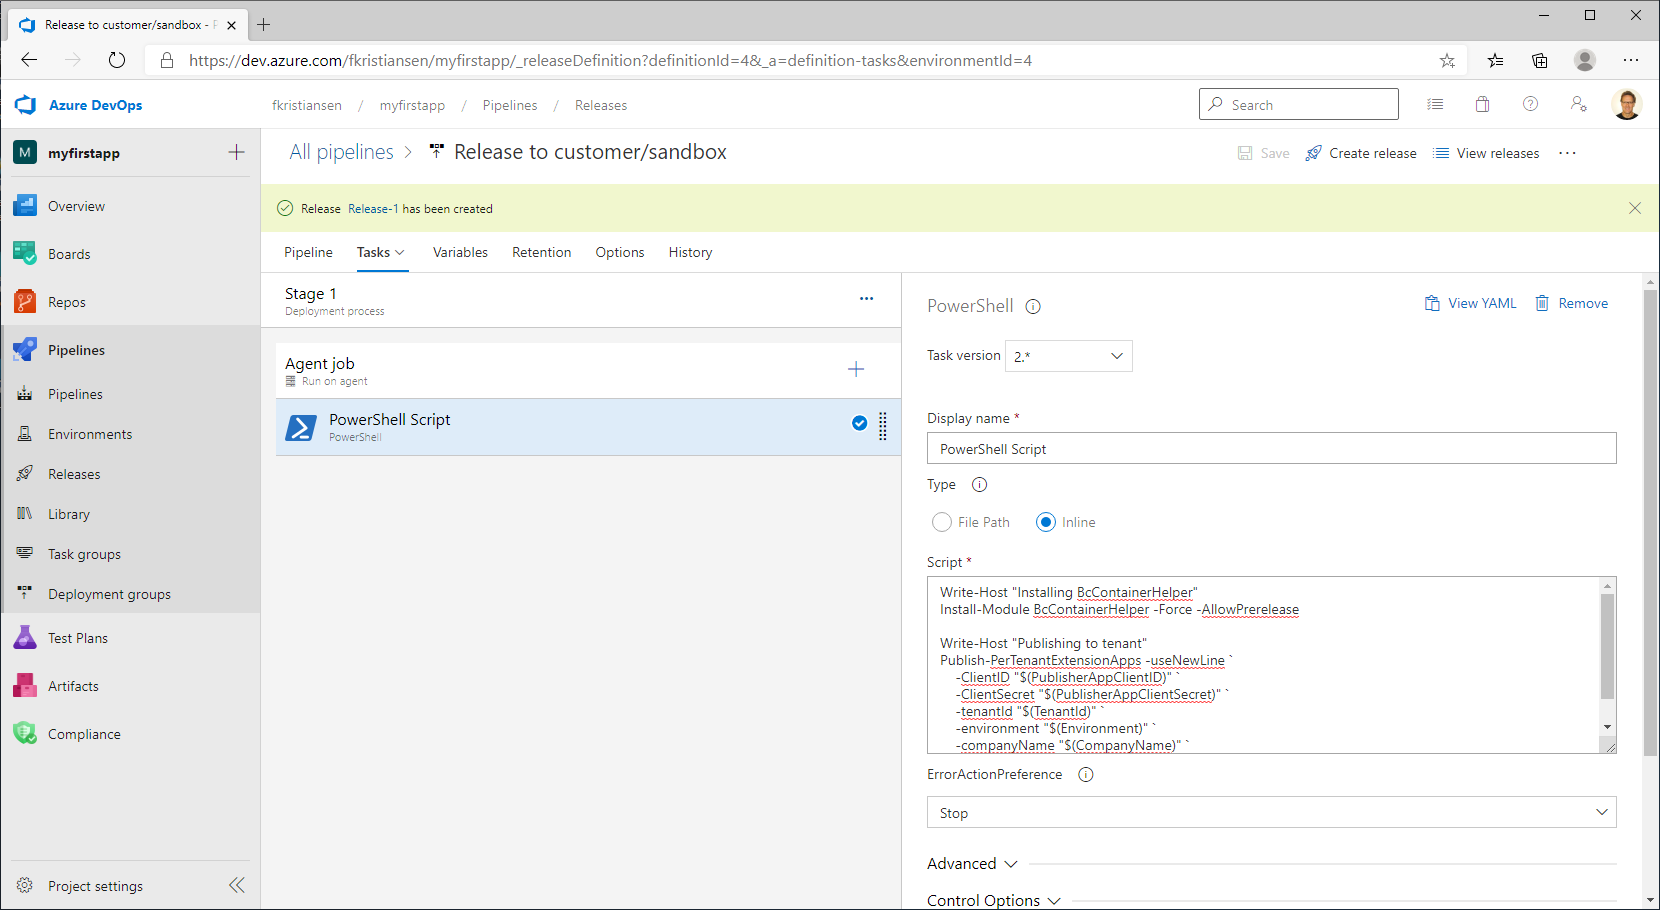 Release to customer/sandbox - P
https://dev.azure.com/fkristiansen/myfirstapp/_releaseDefinition?definitionId=4&_a=definition-tasks&environmentId=4
Azure DevOps
fkristiansen / myfirstapp / Pipelines / Releases
Search
M myfirstapp
Overview
Boards
Repos
Pipelines
Pipelines
Environments
Releases
Library
Task groups
Deployment groups
Test Plans
Artifacts
Compliance
Project settings
All pipelines > Release to customer/sandbox
Save Create release View releases ...
Release Release-1 has been created
Pipeline Tasks Variables Retention Options History
Stage 1
Deployment process
Agent job
Run on agent
PowerShell Script
PowerShell
PowerShell
View YAML Remove
Task version 2.*
Display name *
PowerShell Script
Type
File Path Inline
Script *
Write-Host "Installing BcContainerHelper"
Install-Module BcContainerHelper -Force -AllowPrerelease
Write-Host "Publishing to tenant"
Publish-PerTenantExtensionApps -useNewLine `
-ClientID "$(PublisherAppClientID)" `
-ClientSecret "$(PublisherAppClientSecret)" `
-tenantId "$(TenantId)" `
-environment "$(Environment)" `
-companyName "$(CompanyName)" `
ErrorActionPreference
Stop
Advanced
Control Options